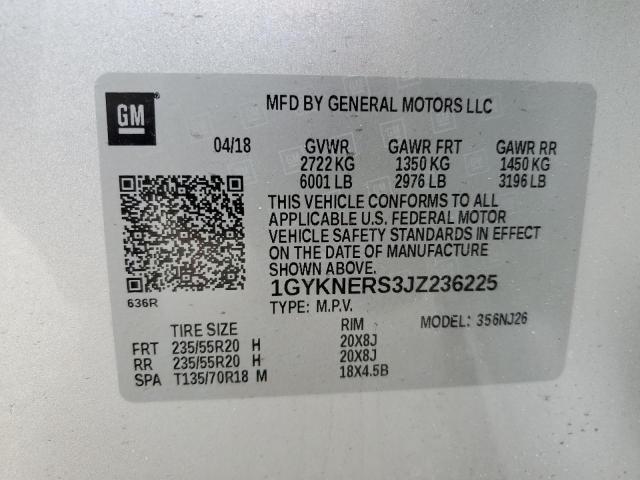 GM
MFD BY GENERAL MOTORS LLC
04/18 GVWR GAWR FRT GAWR RR
2722 KG 1350 KG 1450 KG
6001 LB 2976 LB 3196 LB
THIS VEHICLE CONFORMS TO ALL
APPLICABLE U.S. FEDERAL MOTOR
VEHICLE SAFETY STANDARDS IN EFFECT
ON THE DATE OF MANUFACTURE
SHOWN ABOVE.
636R
1GYKNERS3JZ236225
TYPE: M.P.V.
MODEL: 356NJ26
TIRE SIZE RIM
FRT 235/55R20 H 20X8J
RR 235/55R20 H 20X8J
SPA T135/70R18 M 18X4.5B